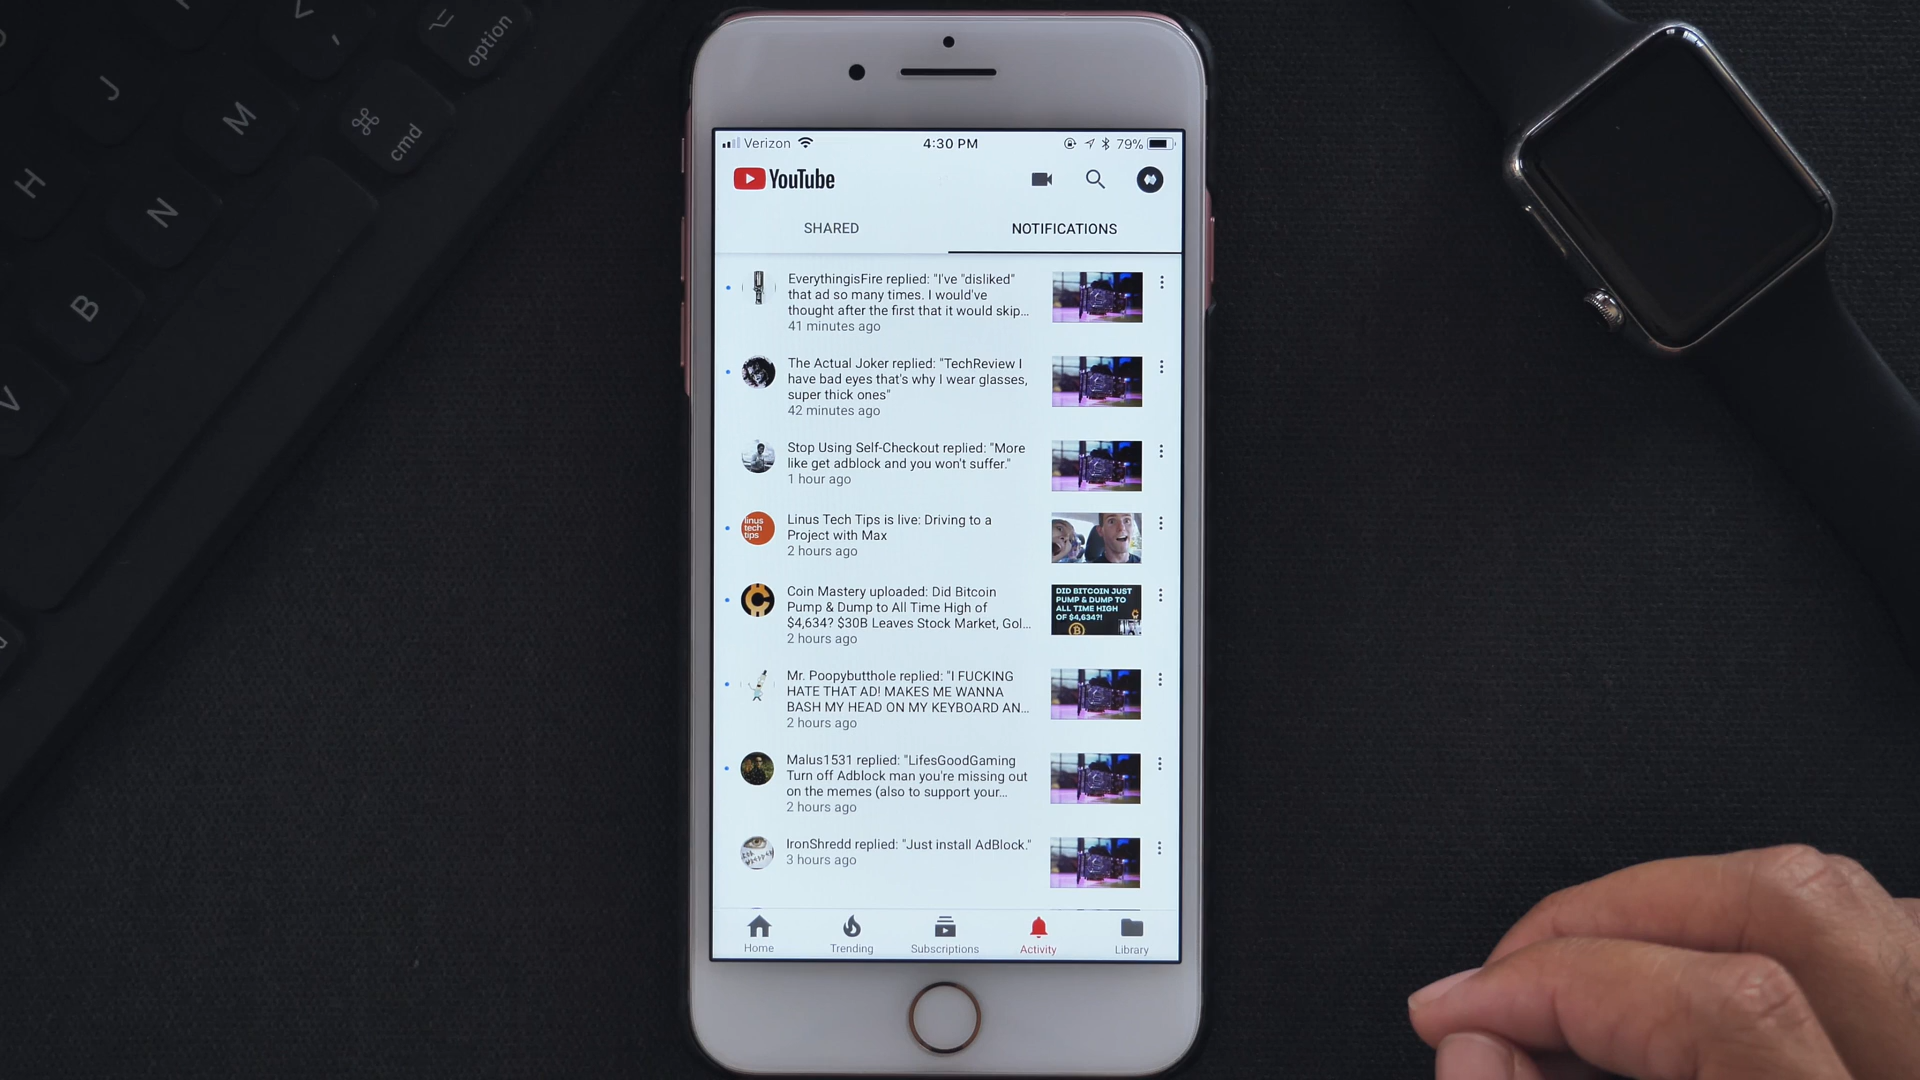 option
cmd
J
M
H
N
B
V
Verizon
4:30 PM
79%
YouTube
SHARED
NOTIFICATIONS
EverythingisFire replied: "I've "disliked"
that ad so many times. I would've
thought after the first that it would skip...
41 minutes ago
The Actual Joker replied: "TechReview I
have bad eyes that's why I wear glasses,
super thick ones"
42 minutes ago
Stop Using Self-Checkout replied: "More
like get adblock and you won't suffer."
1 hour ago
linus
tech
tips
Linus Tech Tips is live: Driving to a
Project with Max
2 hours ago
Coin Mastery uploaded: Did Bitcoin
Pump & Dump to All Time High of
$4,634? $30B Leaves Stock Market, Gol...
2 hours ago
DID BITCOIN JUST
PUMP & DUMP TO
ALL TIME HIGH
OF $4,634?!
Mr. Poopybutthole replied: "I FUCKING
HATE THAT AD! MAKES ME WANNA
BASH MY HEAD ON MY KEYBOARD AN...
2 hours ago
Malus1531 replied: "LifesGoodGaming
Turn off Adblock man you're missing out
on the memes (also to support your...
2 hours ago
IronShredd replied: "Just install AdBlock."
3 hours ago
Home
Trending
Subscriptions
Activity
Library